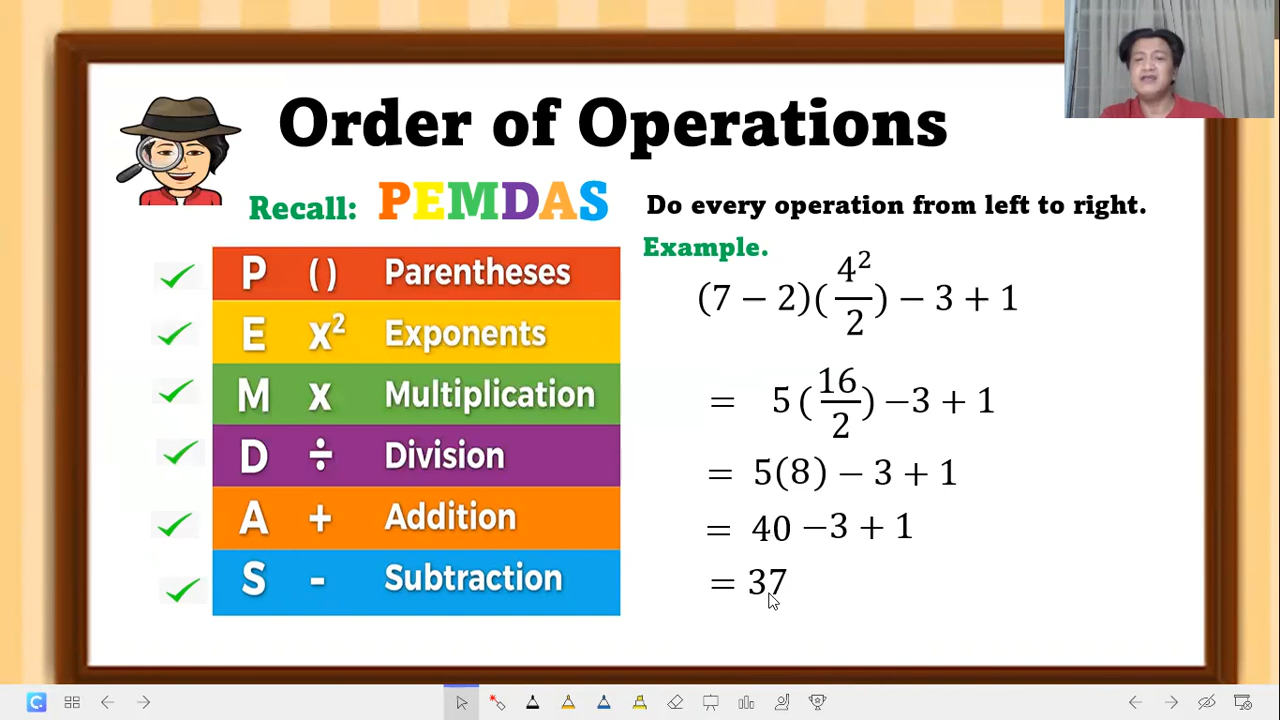 Order of Operations
Recall: PEMDAS
P ( ) Parentheses
E x² Exponents
M x Multiplication
D ÷ Division
A + Addition
S - Subtraction
Do every operation from left to right.
Example.
(7 − 2)(4²/2) − 3 + 1
= 5 (16/2) −3 + 1
= 5(8) − 3 + 1
= 40 −3 + 1
= 37